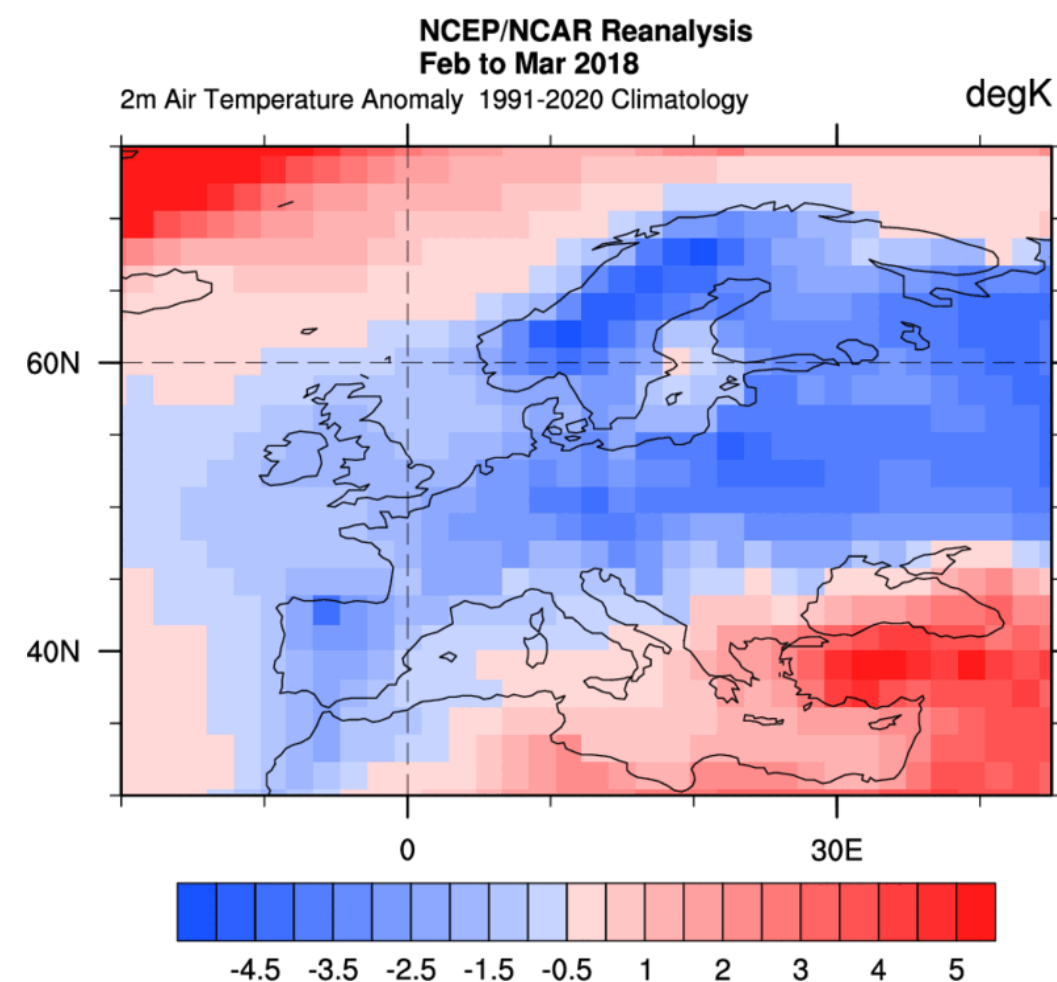 NCEP/NCAR Reanalysis
Feb to Mar 2018
2m Air Temperature Anomaly 1991-2020 Climatology degK
60N
40N
0 30E
-4.5 -3.5 -2.5 -1.5 -0.5 1 2 3 4 5